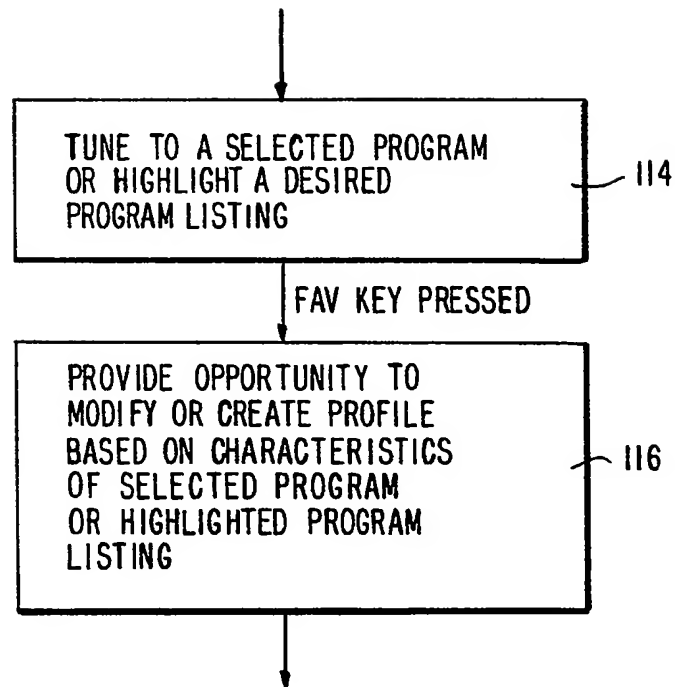 TUNE TO A SELECTED PROGRAM
OR HIGHLIGHT A DESIRED
PROGRAM LISTING
114
FAV KEY PRESSED
PROVIDE OPPORTUNITY TO
MODIFY OR CREATE PROFILE
BASED ON CHARACTERISTICS
OF SELECTED PROGRAM
OR HIGHLIGHTED PROGRAM
LISTING
116